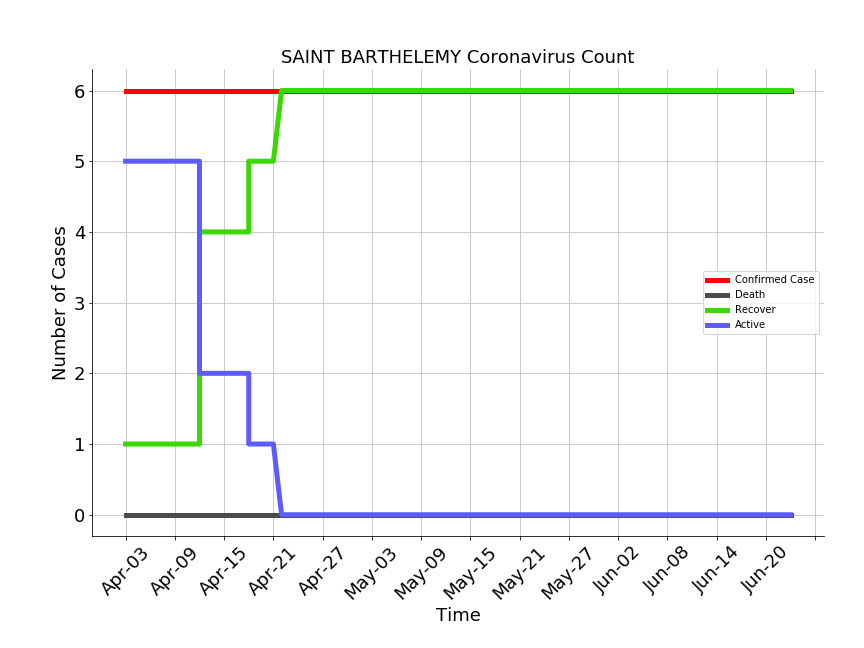 SAINT BARTHELEMY Coronavirus Count
6
5
4
3
2
1
0
Number of Cases
Confirmed Case
Death
Recover
Active
Apr-03
Apr-09
Apr-15
Apr-21
Apr-27
May-03
May-09
May-15
May-21
May-27
Jun-02
Jun-08
Jun-14
Jun-20
Time